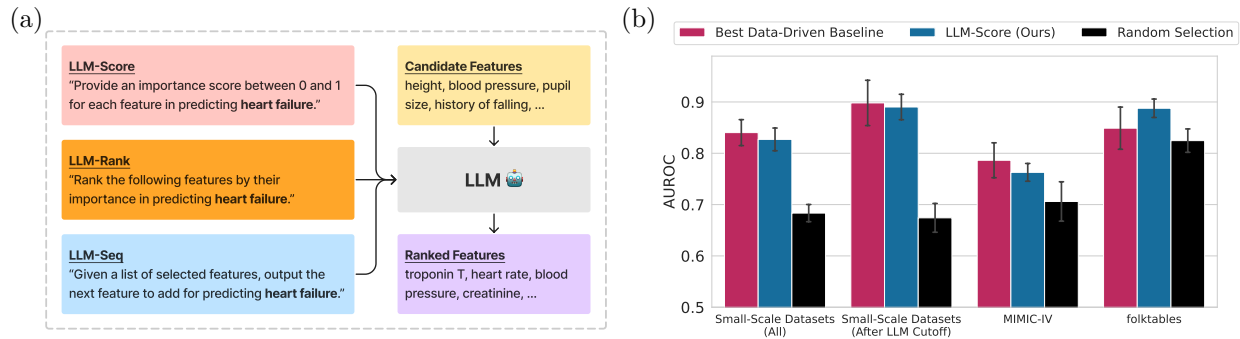 (a)
LLM-Score
“Provide an importance score between 0 and 1
for each feature in predicting heart failure.”
LLM-Rank
“Rank the following features by their
importance in predicting heart failure.”
LLM-Seq
“Given a list of selected features, output the
next feature to add for predicting heart failure.”
Candidate Features
height, blood pressure, pupil
size, history of falling, ...
LLM
Ranked Features
troponin T, heart rate, blood
pressure, creatinine, ...
(b)
Best Data-Driven Baseline
LLM-Score (Ours)
Random Selection
AUROC
0.9
0.8
0.7
0.6
0.5
Small-Scale Datasets
(All)
Small-Scale Datasets
(After LLM Cutoff)
MIMIC-IV
folktables